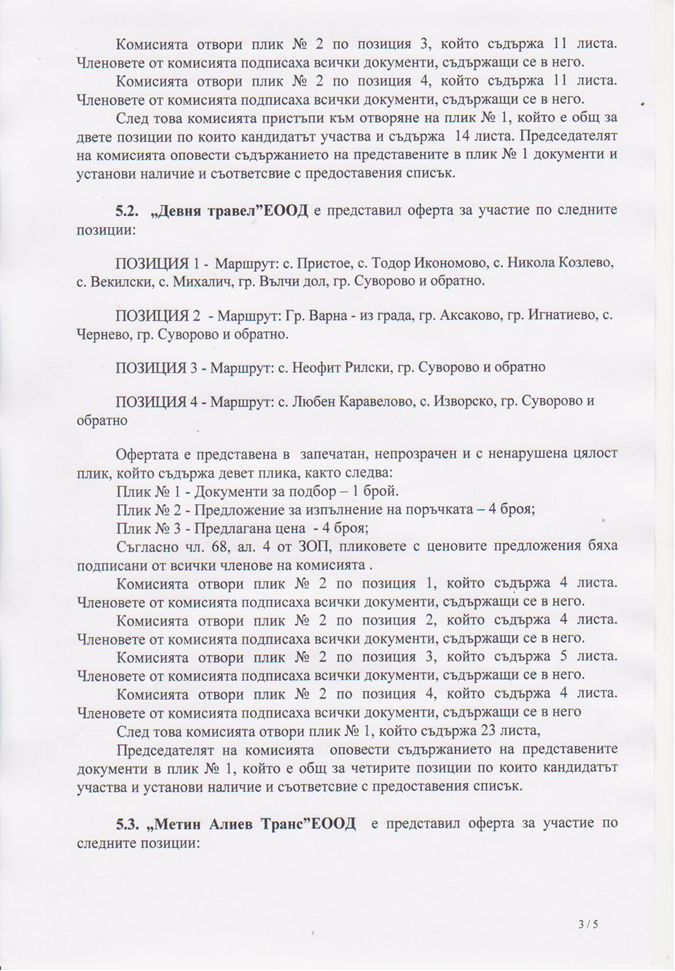 Комисията отвори плик № 2 по позиция 3, който съдържа 11 листа.
Членовете от комисията подписаха всички документи, съдържащи се в него.
Комисията отвори плик № 2 по позиция 4, който съдържа 11 листа.
Членовете от комисията подписаха всички документи, съдържащи се в него.
След това комисията пристъпи към отворяне на плик № 1, който е общ за
двете позиции по които кандидатът участва и съдържа 14 листа. Председателят
на комисията оповести съдържанието на представените в плик № 1 документи и
установи наличие и съответсвие с предоставения списък.
5.2. „Девня травел”ЕООД е представил оферта за участие по следните
позиции:
ПОЗИЦИЯ 1 - Маршрут: с. Пристое, с. Тодор Икономово, с. Никола Козлево,
с. Векилски, с. Михалич, гр. Вълчи дол, гр. Суворово и обратно.
ПОЗИЦИЯ 2 - Маршрут: Гр. Варна - из града, гр. Аксаково, гр. Игнатиево, с.
Чернево, гр. Суворово и обратно.
ПОЗИЦИЯ 3 - Маршрут: с. Неофит Рилски, гр. Суворово и обратно
ПОЗИЦИЯ 4 - Маршрут: с. Любен Каравелово, с. Изворско, гр. Суворово и
обратно
Офертата е представена в запечатан, непрозрачен и с ненарушена цялост
плик, който съдържа девет плика, както следва:
Плик № 1 - Документи за подбор – 1 брой.
Плик № 2 - Предложение за изпълнение на поръчката – 4 броя;
Плик № 3 - Предлагана цена - 4 броя;
Съгласно чл. 68, ал. 4 от ЗОП, пликовете с ценовите предложения бяха
подписани от всички членове на комисията .
Комисията отвори плик № 2 по позиция 1, който съдържа 4 листа.
Членовете от комисията подписаха всички документи, съдържащи се в него.
Комисията отвори плик № 2 по позиция 2, който съдържа 4 листа.
Членовете от комисията подписаха всички документи, съдържащи се в него.
Комисията отвори плик № 2 по позиция 3, който съдържа 5 листа.
Членовете от комисията подписаха всички документи, съдържащи се в него.
Комисията отвори плик № 2 по позиция 4, който съдържа 4 листа.
Членовете от комисията подписаха всички документи, съдържащи се в него
След това комисията отвори плик № 1, който съдържа 23 листа,
Председателят на комисията оповести съдържанието на представените
документи в плик № 1, който е общ за четирите позиции по които кандидатът
участва и установи наличие и съответсвие с предоставения списък.
5.3. „Метин Алиев Транс”ЕООД е представил оферта за участие по
следните позиции:
3 / 5